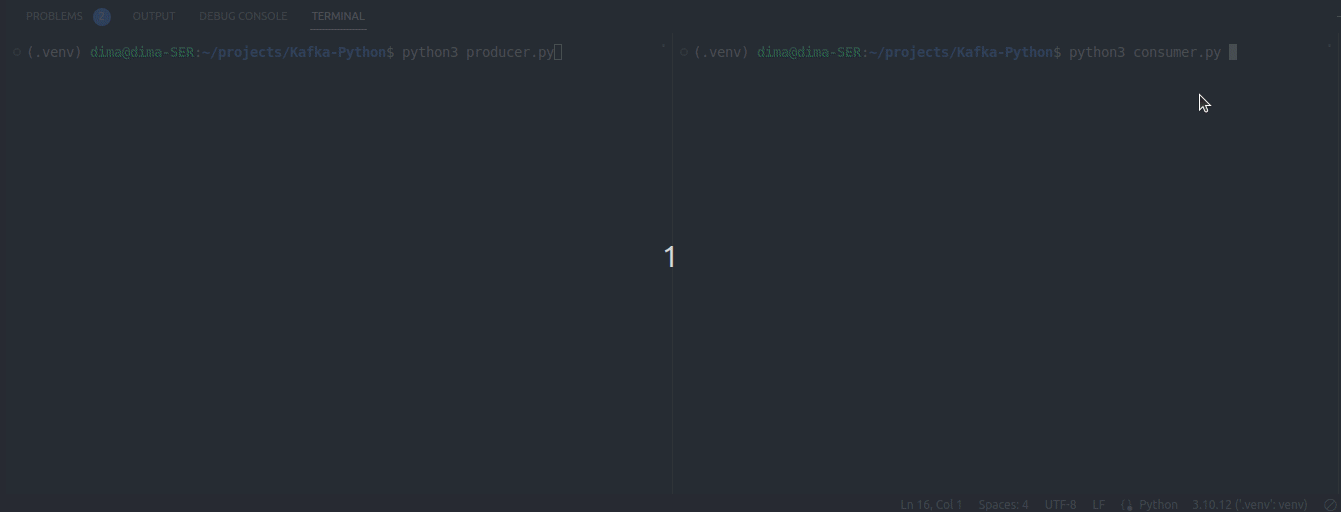 PROBLEMS 2 OUTPUT DEBUG CONSOLE TERMINAL
(.venv) dima@dima-SER:~/projects/Kafka-Python$ python3 producer.py
(.venv) dima@dima-SER:~/projects/Kafka-Python$ python3 consumer.py
1
Ln 16, Col 1 Spaces: 4 UTF-8 LF Python 3.10.12 ('.venv': venv)